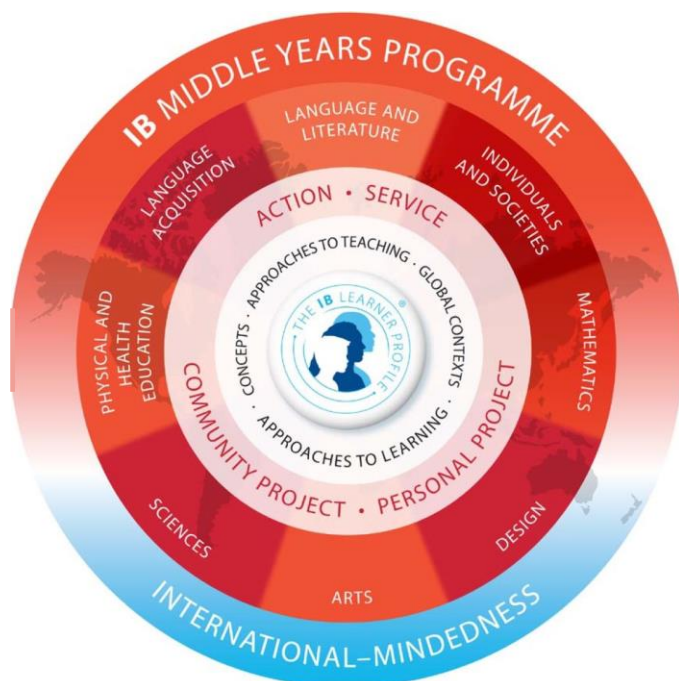 IB MIDDLE YEARS PROGRAMME
LANGUAGE AND
LITERATURE
INDIVIDUALS
AND SOCIETIES
MATHEMATICS
DESIGN
ARTS
SCIENCES
PHYSICAL AND
HEALTH
EDUCATION
LANGUAGE
ACQUISITION
ACTION • SERVICE
PERSONAL PROJECT
•
COMMUNITY PROJECT
APPROACHES TO TEACHING •
GLOBAL CONTEXTS •
APPROACHES TO LEARNING •
CONCEPTS •
THE IB LEARNER PROFILE ®
INTERNATIONAL–MINDEDNESS